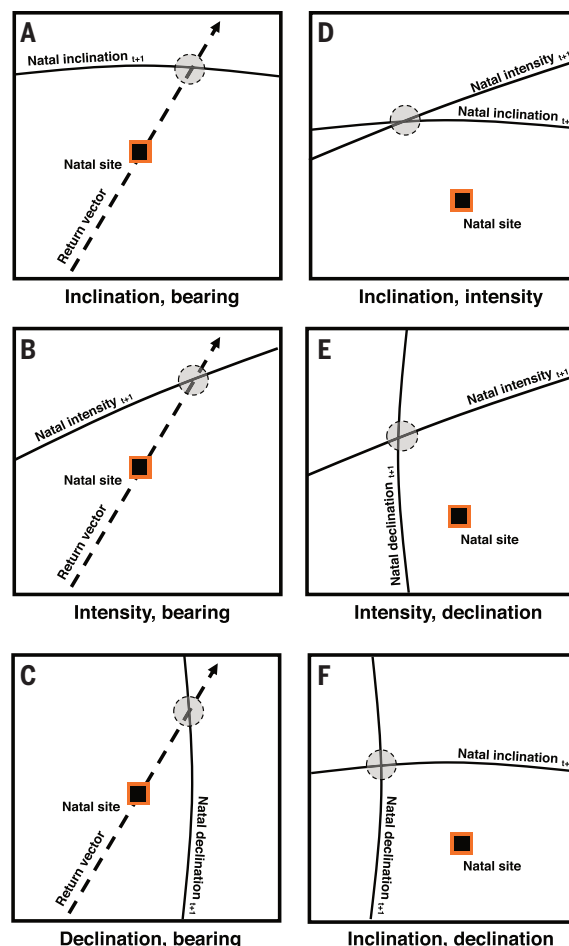 A
Natal inclination t+1
Natal site
Return vector
Inclination, bearing
D
Natal intensity t+1
Natal inclination t+
Natal site
Inclination, intensity
B
Natal intensity t+1
Natal site
Return vector
Intensity, bearing
E
Natal intensity t+1
Natal declination t+1
Natal site
Intensity, declination
C
Natal site
Return vector
Natal declination t+1
Declination, bearing
F
Natal inclination t+
Natal site
Natal declination t+1
Inclination, declination